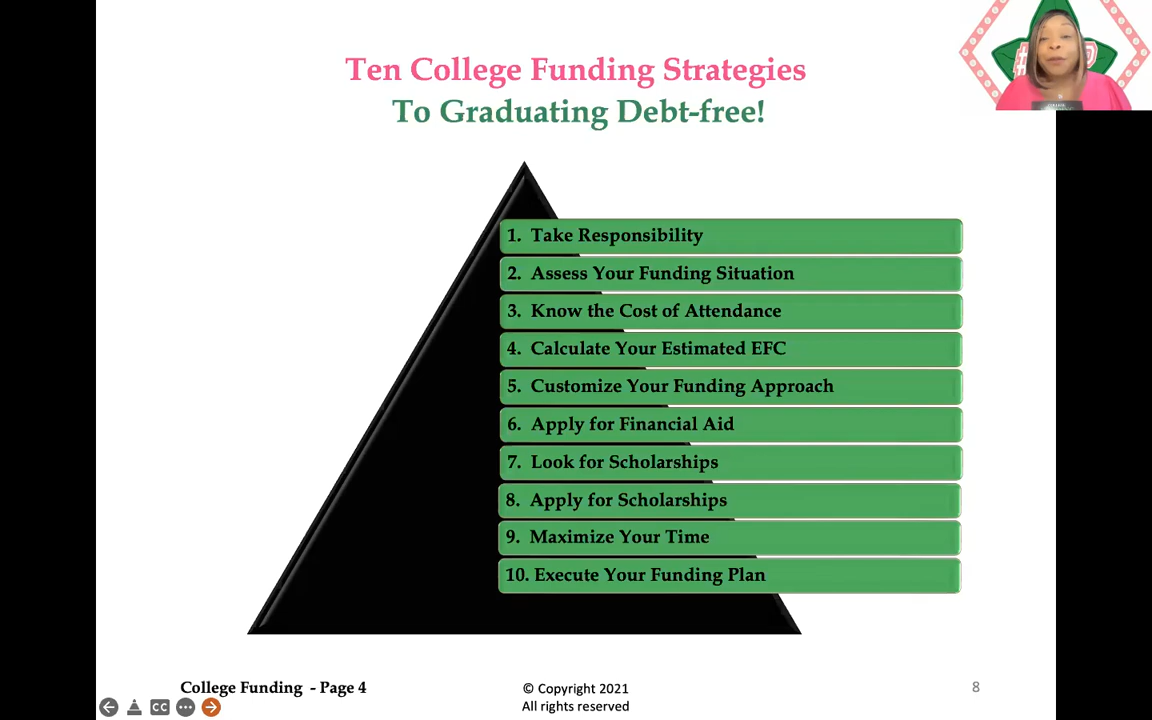 Ten College Funding Strategies
To Graduating Debt-free!
1. Take Responsibility
2. Assess Your Funding Situation
3. Know the Cost of Attendance
4. Calculate Your Estimated EFC
5. Customize Your Funding Approach
6. Apply for Financial Aid
7. Look for Scholarships
8. Apply for Scholarships
9. Maximize Your Time
10. Execute Your Funding Plan
College Funding - Page 4
© Copyright 2021
All rights reserved
8
CC